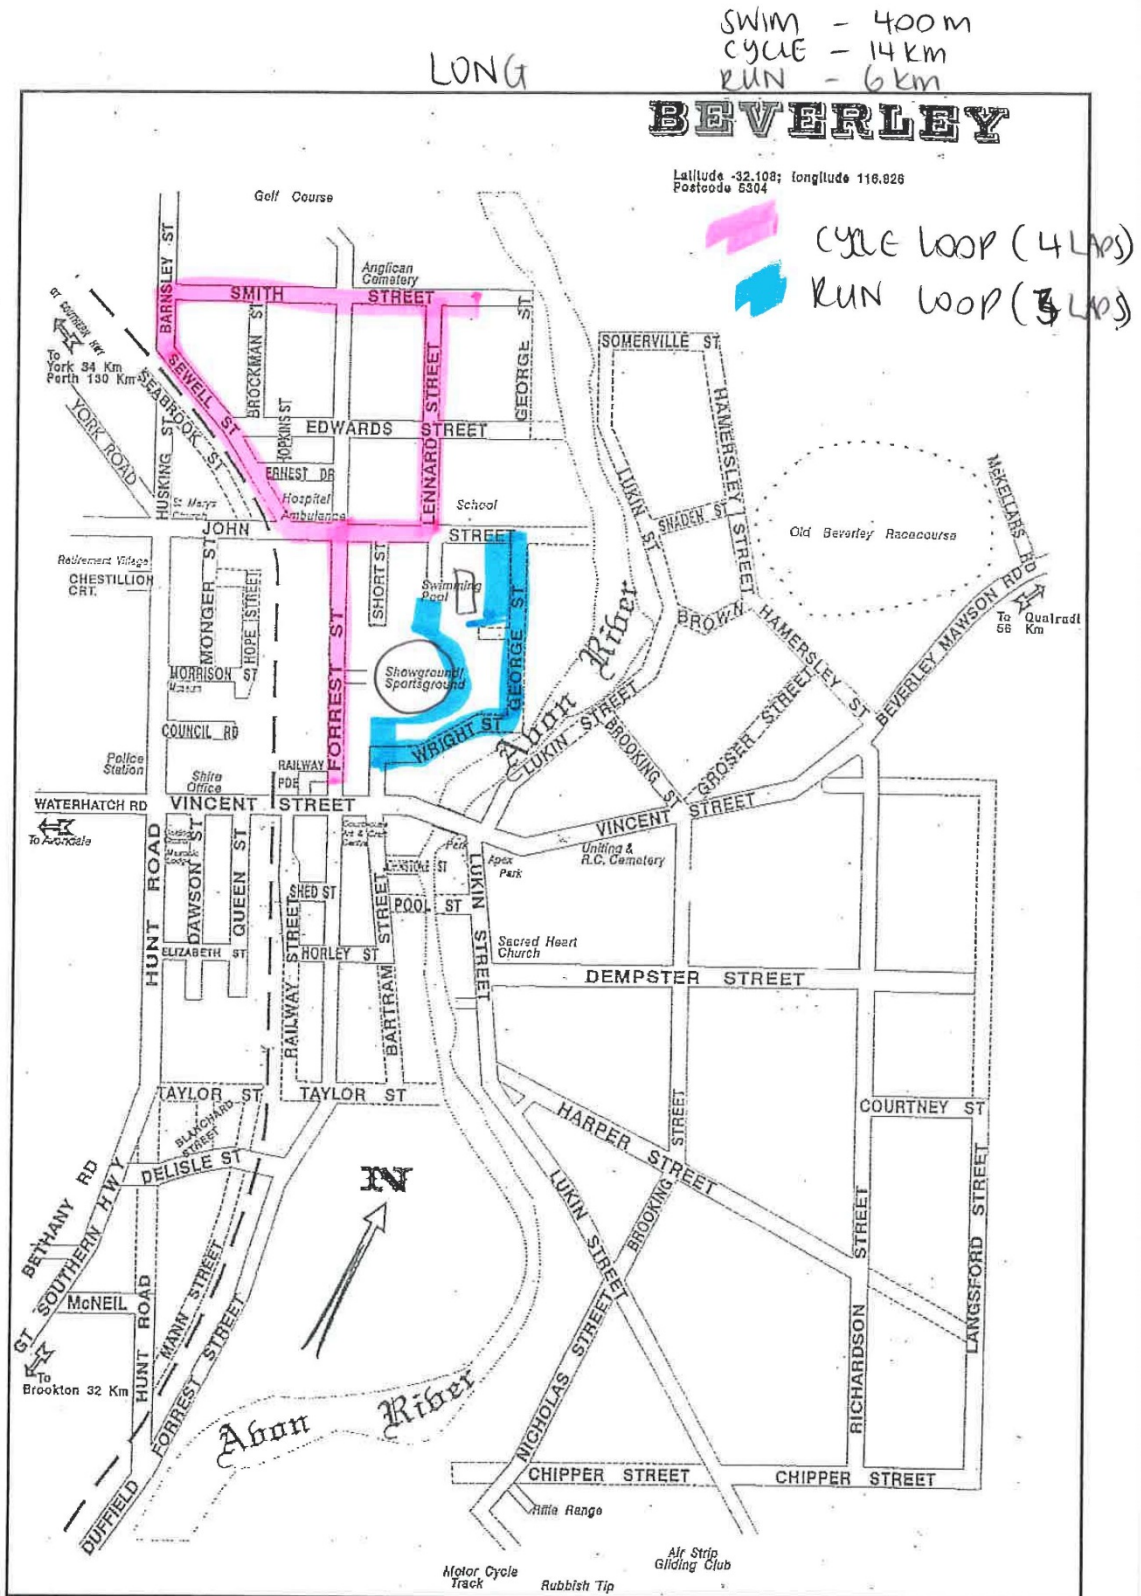 SWIM - 400m
CYCLE - 14km
RUN - 6km
LONG
BEVERLEY
Latitude -32.108; longitude 116.926
Postcode 6304
Golf Course
CYCLE LOOP (4 LAPS)
RUN LOOP (3 LAPS)
BARNSLEY ST
Anglican
Cemetery
SMITH STREET
GT SOUTHERN HWY
To
York 34 Km
Perth 130 Km
SEABROOK ST
SEWELL ST
BROCKMAN ST
HOPKINS ST
LENNARD STREET
GEORGE ST
SOMERVILLE ST
HAMERSLEY STREET
EDWARDS STREET
YORK ROAD
HUSKING ST
ERNEST DR
St Marys
Church
Hospital
Ambulance
School
LUKIN ST
SNADEN ST
Old Beverley Racecourse
McKELLARS RD
JOHN STREET
Retirement Village
CHESTILLION
CRT.
MONGER ST
HOPE STREET
SHORT ST
Swimming
Pool
GEORGE ST
Avon River
BROWN
HAMERSLEY ST
BEVERLEY MAWSON RD
To Quairadi
56 Km
MORRISON ST
Museum
FORREST ST
Showground/
Sportsground
LUKIN STREET
BROOKING ST
GROSER STREET
COUNCIL RD
WRIGHT ST
Police
Station
Shire
Office
RAILWAY
PDE
WATERHATCH RD
VINCENT STREET
VINCENT STREET
To Avondale
Courthouse
Art & Craft
Centre
Park
Apex
Park
Uniting &
R.C. Cemetery
HUNT ROAD
DAWSON ST
QUEEN ST
SHED ST
RAILWAY STREET
POOL ST
LUKIN STREET
ELIZABETH ST
HORLEY ST
BARTRAM STREET
Sacred Heart
Church
DEMPSTER STREET
RAILWAY STREET
TAYLOR ST
TAYLOR ST
BLANCHARD
STREET
DELISLE ST
COURTNEY ST
HARPER STREET
BROOKING STREET
LUKIN STREET
N
BETHANY RD
GT SOUTHERN HWY
McNEIL
HUNT ROAD
MANN STREET
FORREST STREET
RICHARDSON STREET
LANGSFORD STREET
To
Brookton 32 Km
Avon River
NICHOLAS STREET
DUFFIELD
CHIPPER STREET
CHIPPER STREET
Rifle Range
Motor Cycle
Track
Rubbish Tip
Air Strip
Gliding Club